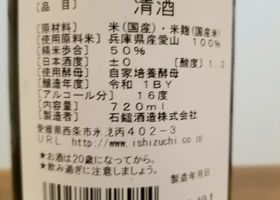 [品 目] 清酒
[原材料] 米(国産)・米麹(国産米)
[使用原料米] 兵庫県産愛山 100%
[精米歩合] 50%
[日本酒度] ±0 [酸度] 1.3
[使用酵母] 自家培養酵母
[醸造年度] 令和 1BY
[アルコール分] 16度
[内容量] 720ml
[製造者] 石鎚酒造株式会社
愛媛県西条市氷見丙402-3
URL http://www.ishizuchi.co.jp
★お酒は20歳になってから。
★飲み過ぎに注意しましょう。
製造年月日